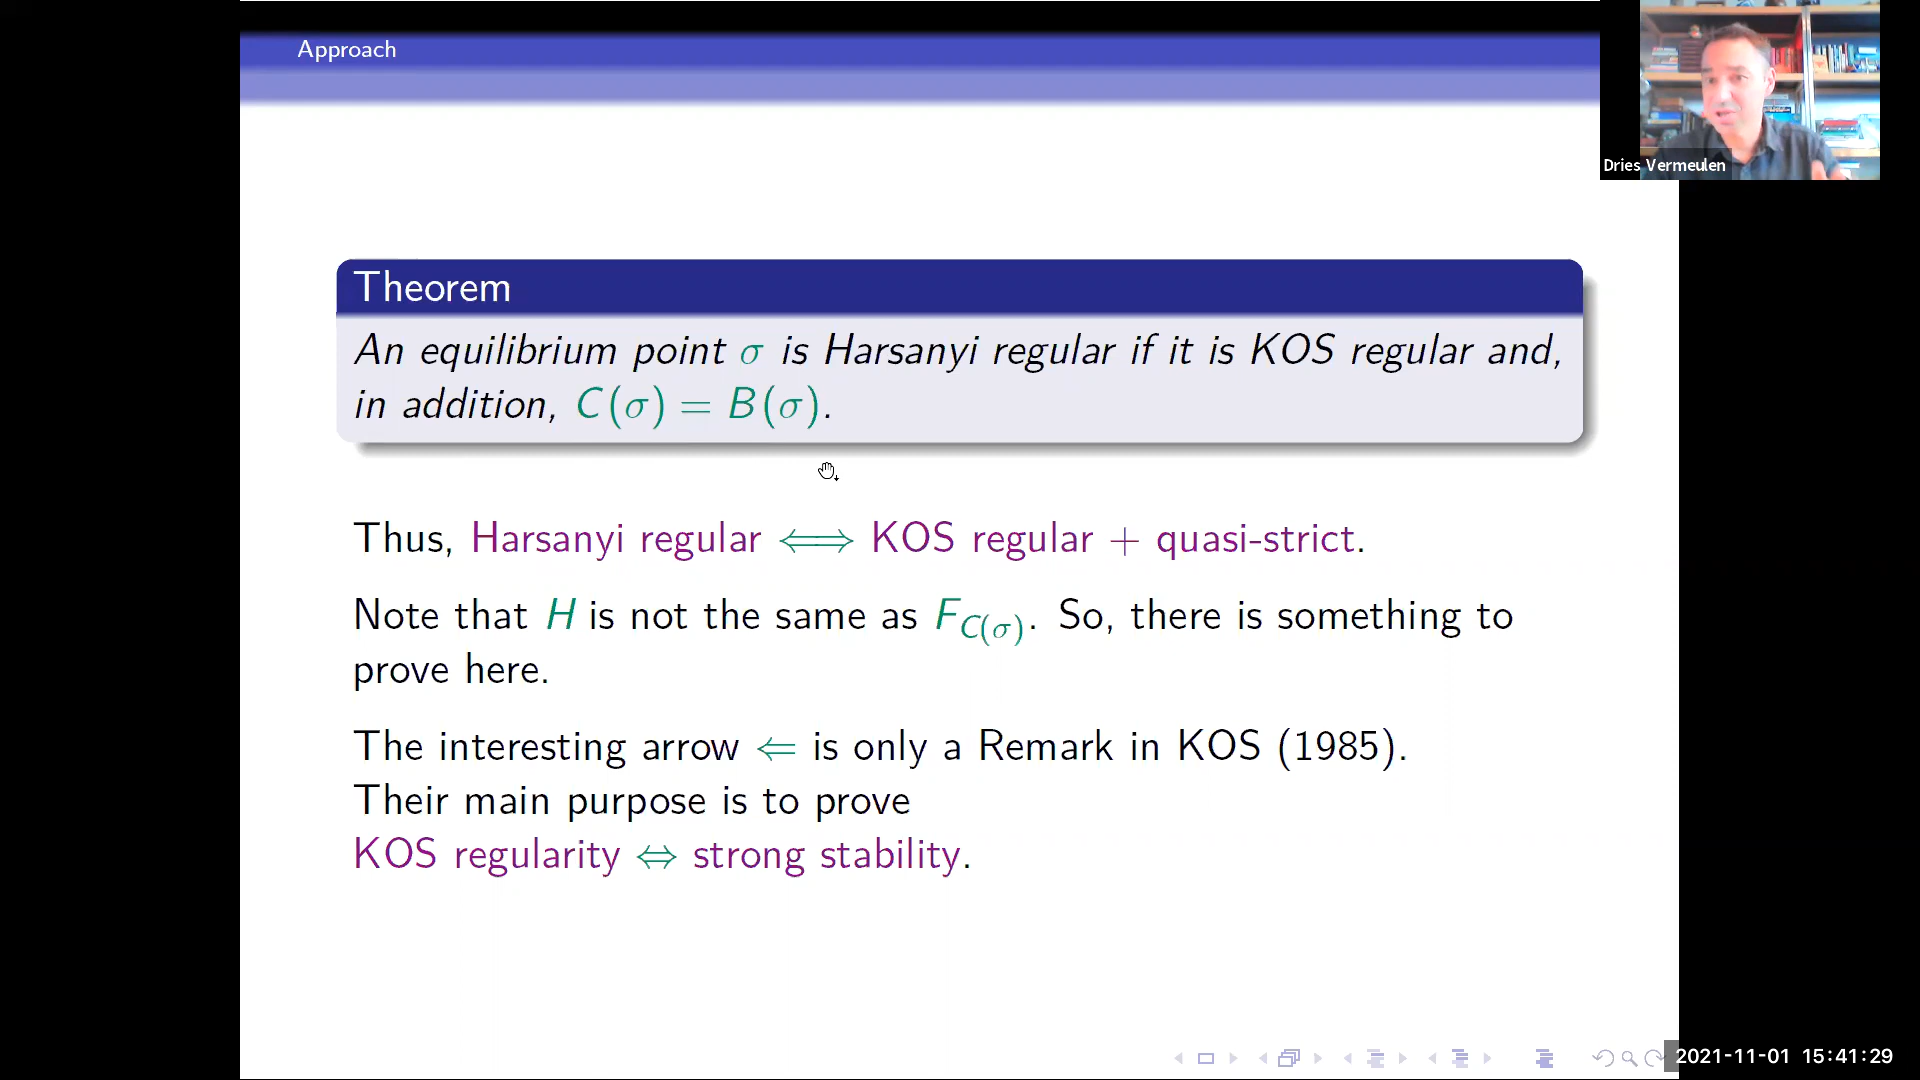 Approach
Dries Vermeulen
Theorem
An equilibrium point σ is Harsanyi regular if it is KOS regular and,
in addition, C(σ) = B(σ).
Thus, Harsanyi regular ⟺ KOS regular + quasi-strict.
Note that H is not the same as F_{C(σ)}. So, there is something to
prove here.
The interesting arrow ⇐ is only a Remark in KOS (1985).
Their main purpose is to prove
KOS regularity ⇔ strong stability.
2021-11-01 15:41:29